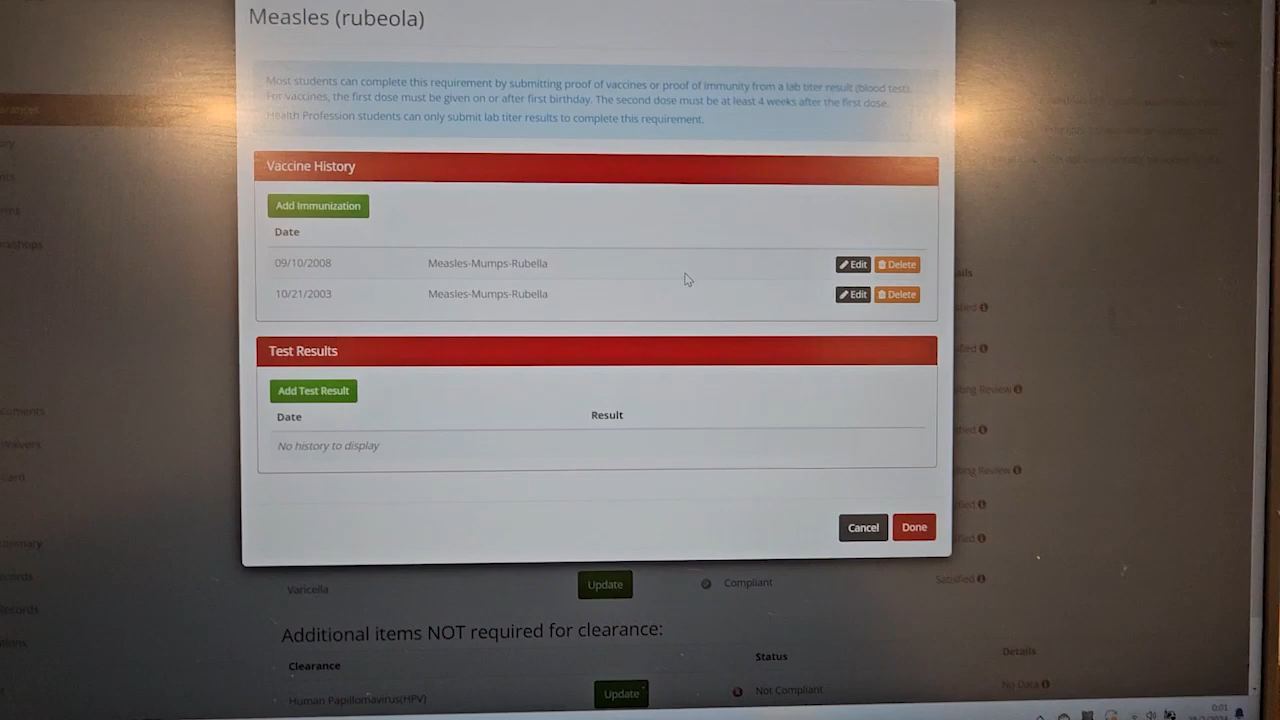 Measles (rubeola)
Most students can complete this requirement by submitting proof of vaccines or proof of immunity from a lab titer result (blood test).
For vaccines, the first dose must be given on or after first birthday. The second dose must be at least 4 weeks after the first dose.
Health Profession students can only submit lab titer results to complete this requirement.
Vaccine History
Add Immunization
Date
09/10/2008 Measles-Mumps-Rubella Edit Delete
10/21/2003 Measles-Mumps-Rubella Edit Delete
Test Results
Add Test Result
Date Result
No history to display
Cancel Done
Varicella Update Compliant Satisfied
Additional items NOT required for clearance:
Clearance Status Details
Human Papillomavirus(HPV) Update Not Compliant No Data
0:01